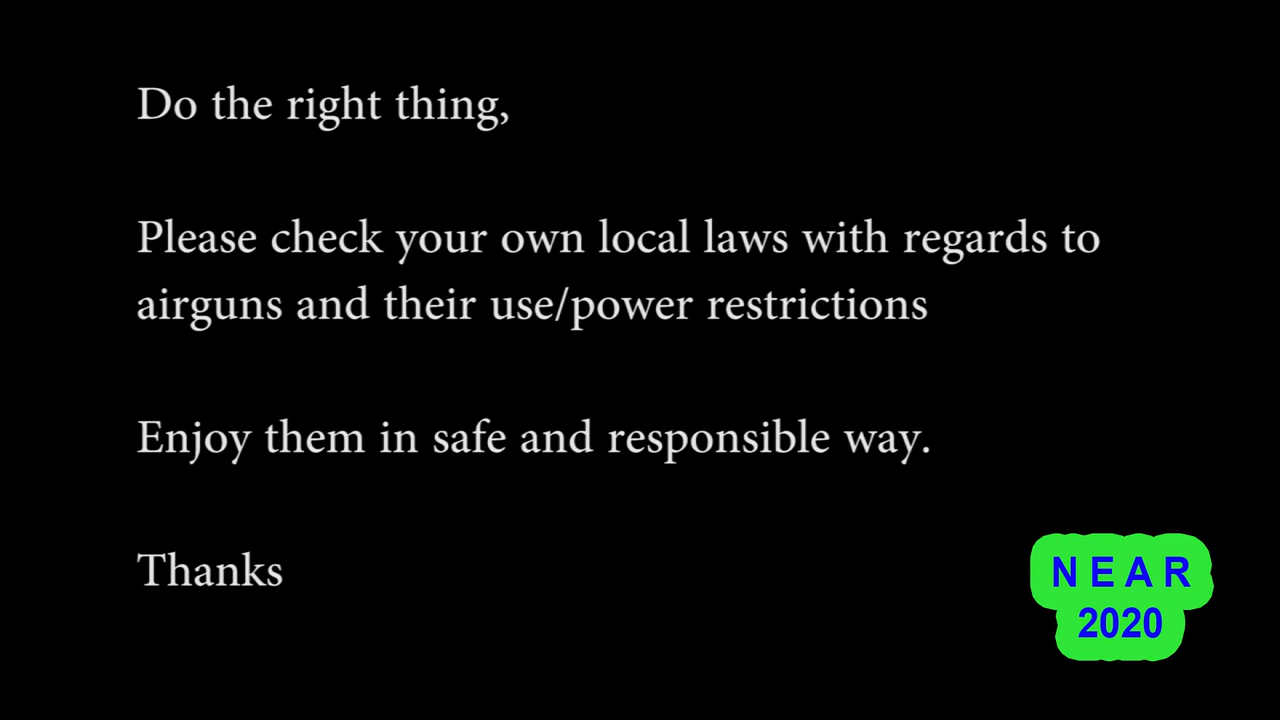 Do the right thing,
Please check your own local laws with regards to
airguns and their use/power restrictions
Enjoy them in safe and responsible way.
Thanks
N E A R
2020